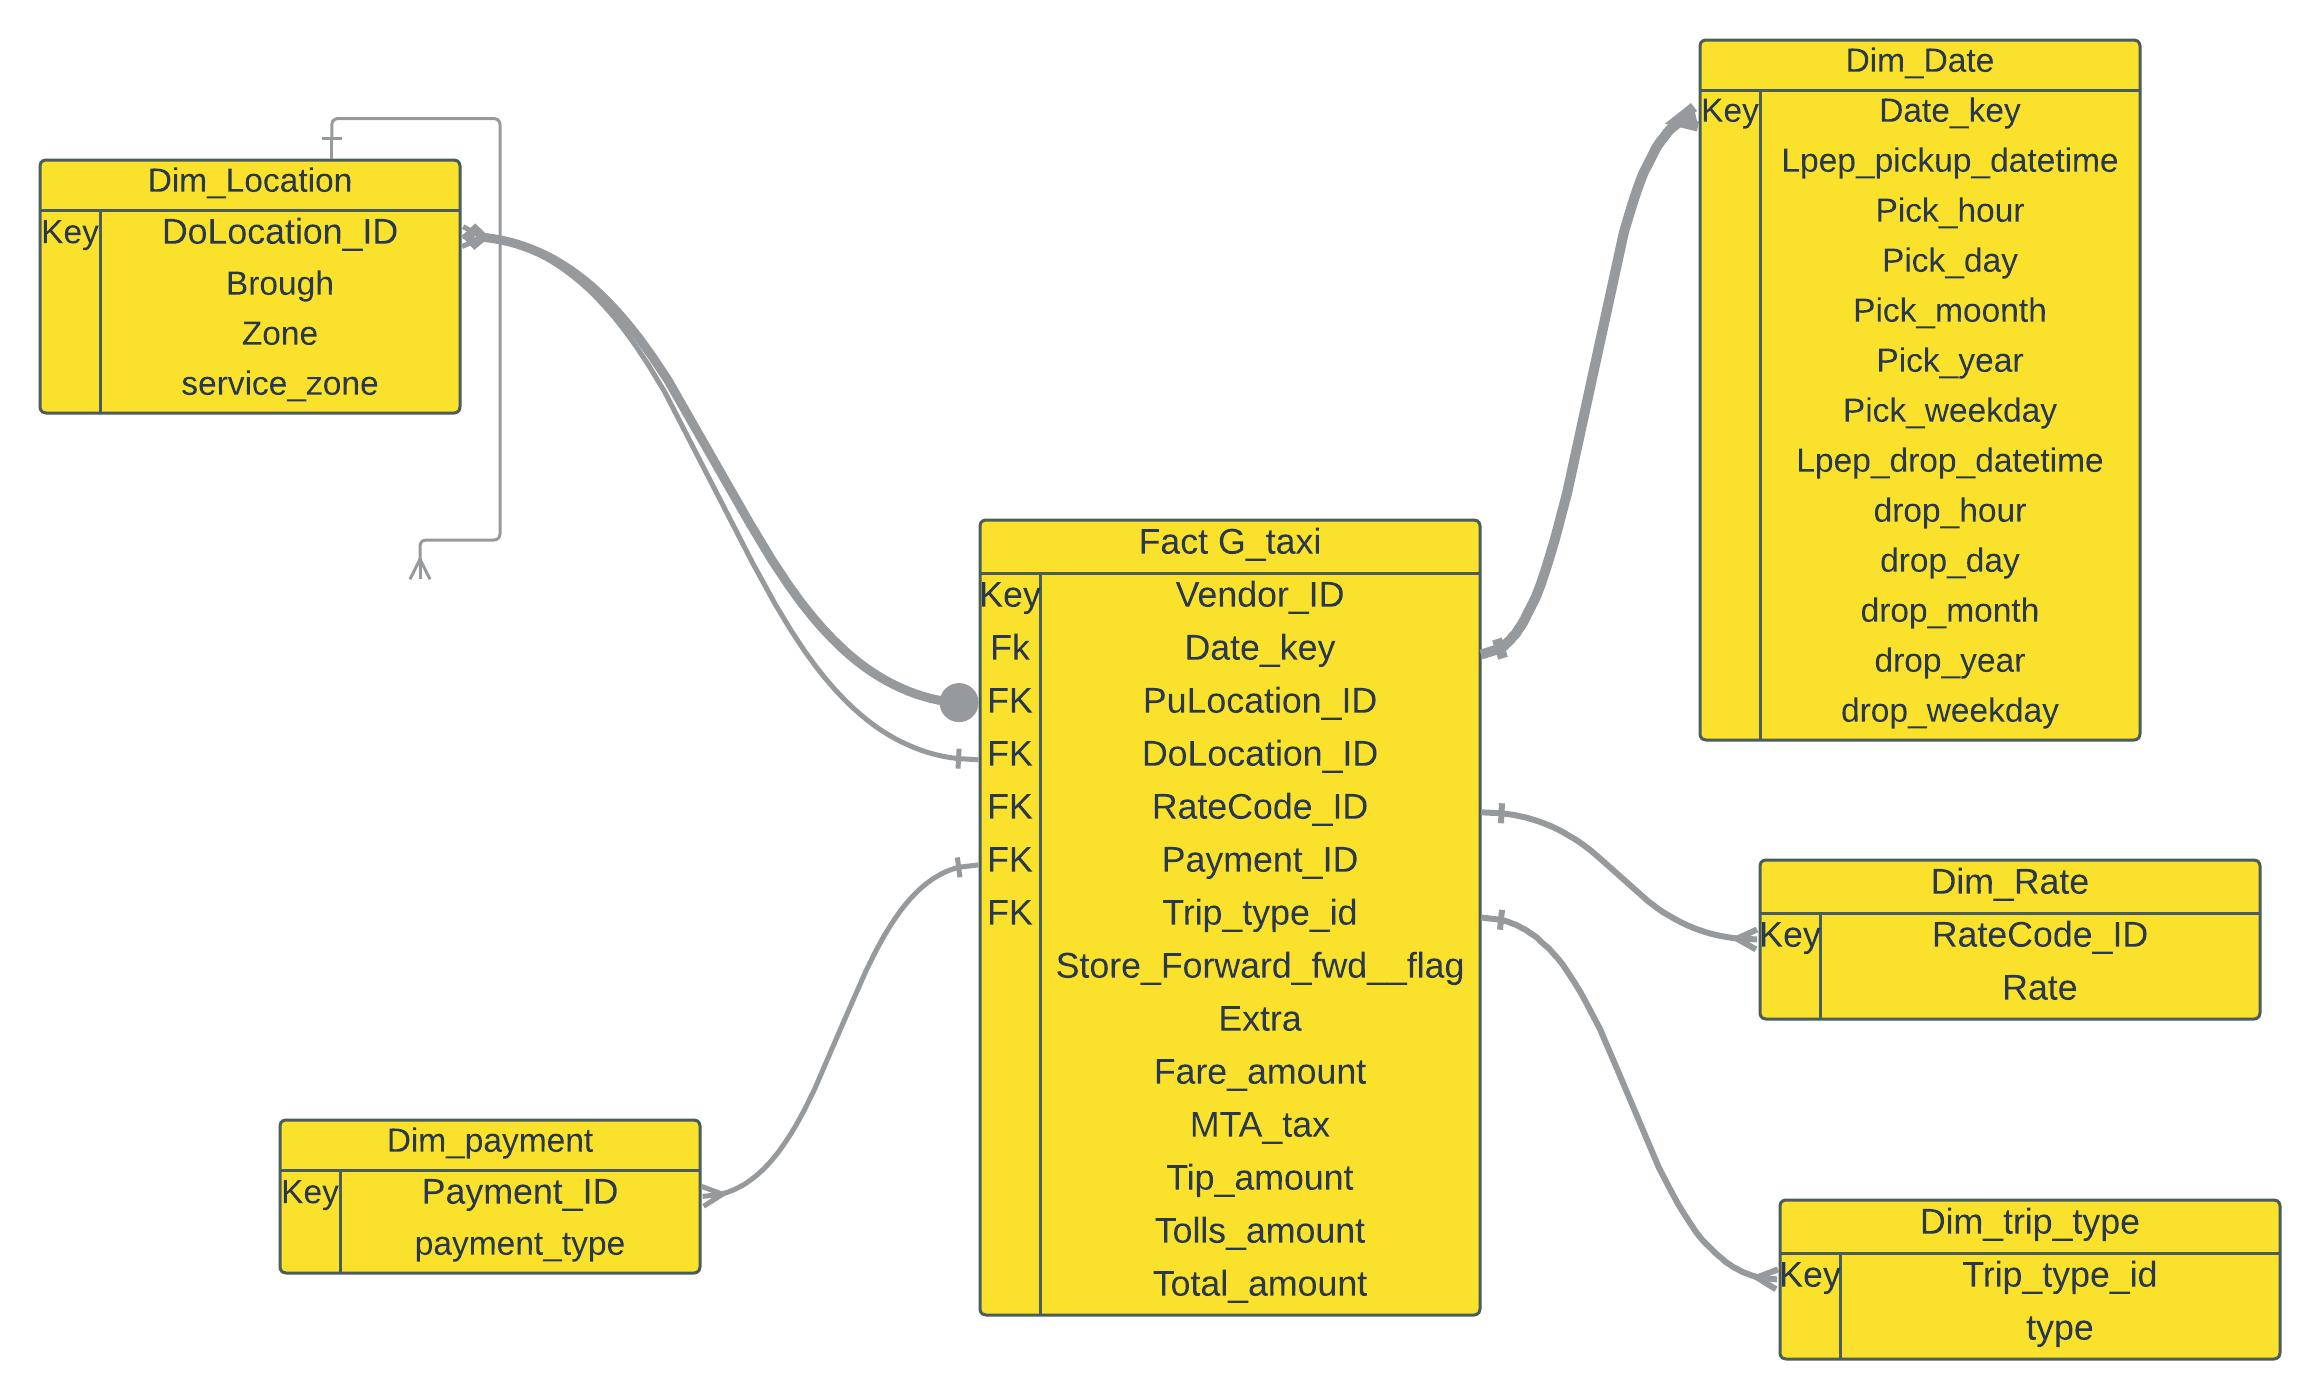 Dim_Location
Key DoLocation_ID
Brough
Zone
service_zone
Dim_payment
Key Payment_ID
payment_type
Fact G_taxi
Key Vendor_ID
Fk Date_key
FK PuLocation_ID
FK DoLocation_ID
FK RateCode_ID
FK Payment_ID
FK Trip_type_id
Store_Forward_fwd__flag
Extra
Fare_amount
MTA_tax
Tip_amount
Tolls_amount
Total_amount
Dim_Date
Key Date_key
Lpep_pickup_datetime
Pick_hour
Pick_day
Pick_moonth
Pick_year
Pick_weekday
Lpep_drop_datetime
drop_hour
drop_day
drop_month
drop_year
drop_weekday
Dim_Rate
Key RateCode_ID
Rate
Dim_trip_type
Key Trip_type_id
type